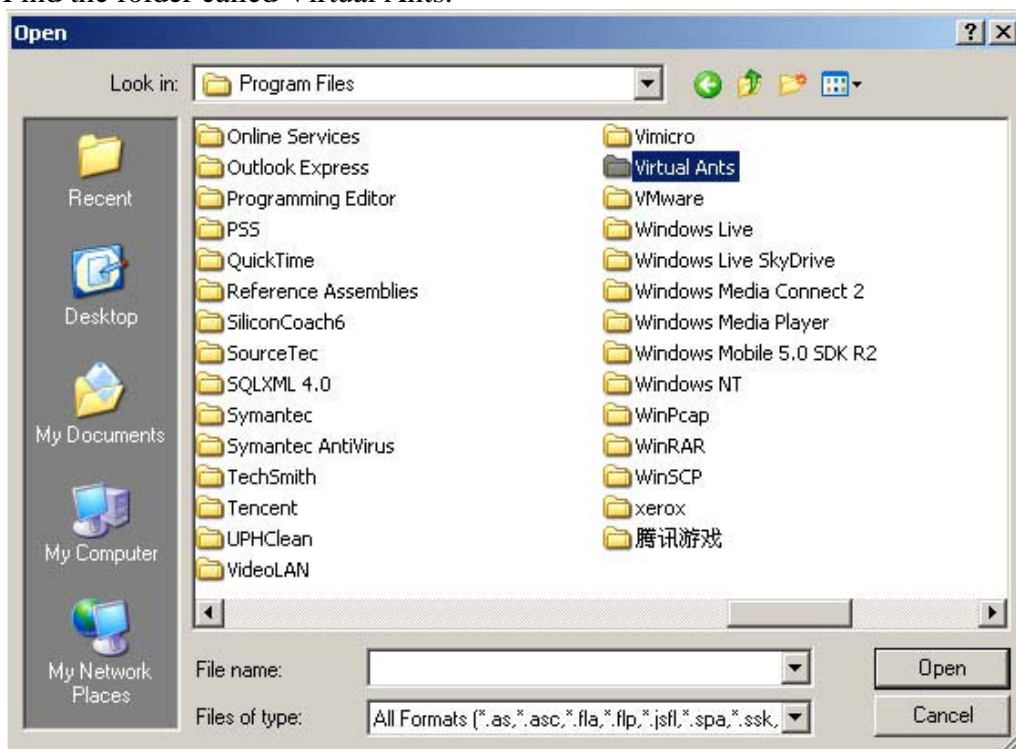 Find the folder called Virtual Ants.
Open
Look in:
Program Files
Recent
Desktop
My Documents
My Computer
My Network
Places
Online Services
Outlook Express
Programming Editor
PSS
QuickTime
Reference Assemblies
SiliconCoach6
SourceTec
SQLXML 4.0
Symantec
Symantec AntiVirus
TechSmith
Tencent
UPHClean
VideoLAN
Vimicro
Virtual Ants
VMware
Windows Live
Windows Live SkyDrive
Windows Media Connect 2
Windows Media Player
Windows Mobile 5.0 SDK R2
Windows NT
WinPcap
WinRAR
WinSCP
xerox
腾讯游戏
File name:
Open
Files of type:
All Formats (*.as,*.asc,*.fla,*.flp,*.jsfl,*.spa,*.ssk,
Cancel